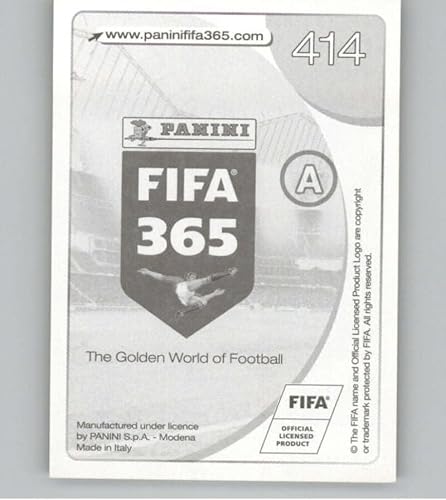 www.paninififa365.com
414
PANINI
FIFA®
365
A
The Golden World of Football
Manufactured under licence
by PANINI S.p.A. - Modena
Made in Italy
FIFA®
OFFICIAL
LICENSED
PRODUCT
© The FIFA name and Official Licensed Product Logo are copyright
or trademark protected by FIFA. All rights reserved.